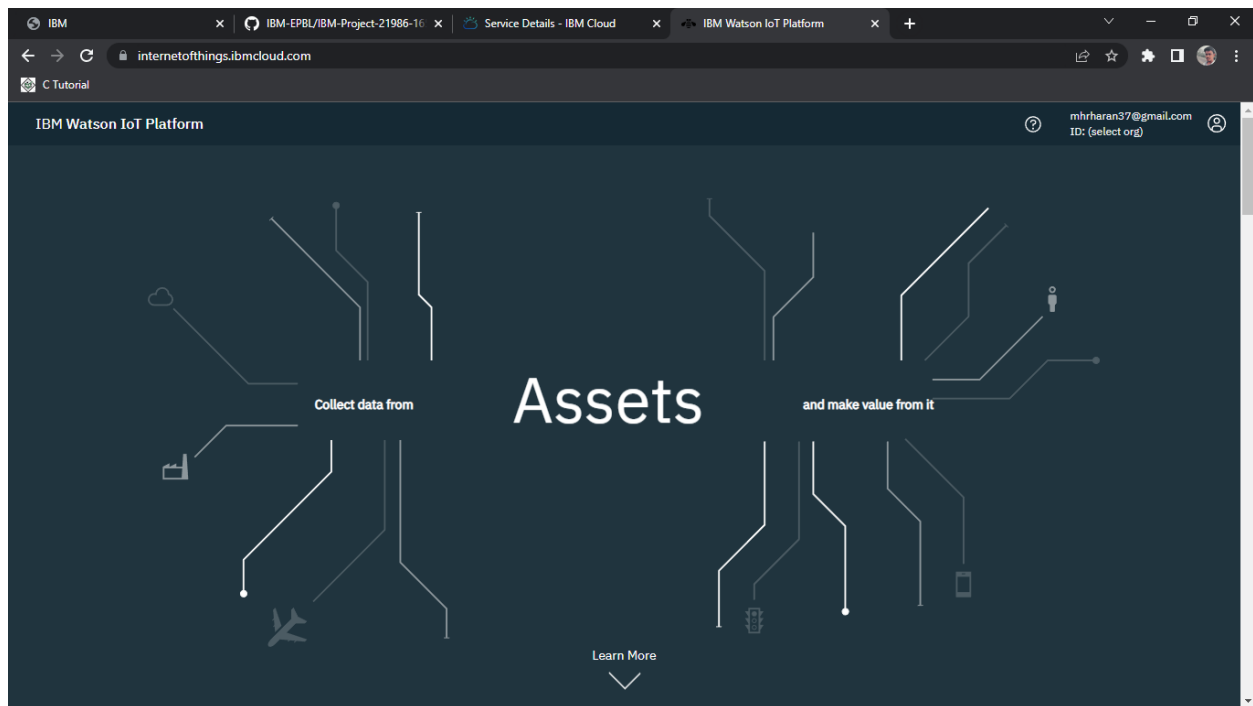 IBM
IBM-EPBL/IBM-Project-21986-16
Service Details - IBM Cloud
IBM Watson IoT Platform
internetofthings.ibmcloud.com
C Tutorial
IBM Watson IoT Platform
mhrharan37@gmail.com
ID: (select org)
Collect data from
Assets
and make value from it
Learn More